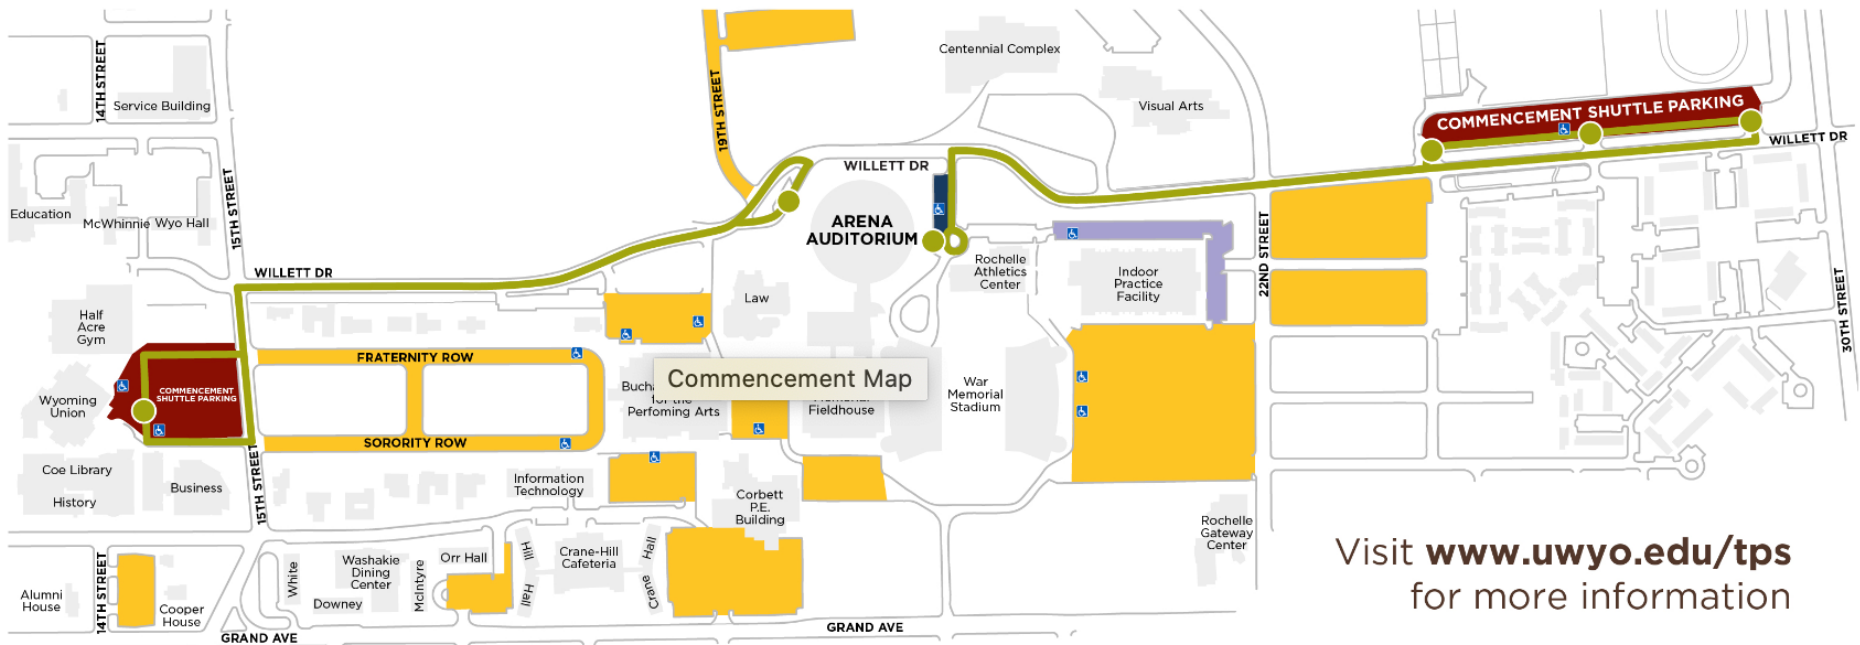 14TH STREET
Service Building
19TH STREET
Centennial Complex
Visual Arts
COMMENCEMENT SHUTTLE PARKING
WILLETT DR
WILLETT DR
Education
McWhinnie
Wyo Hall
15TH STREET
ARENA
AUDITORIUM
22ND STREET
WILLETT DR
Rochelle
Athletics
Center
Indoor
Practice
Facility
30TH STREET
Law
Half
Acre
Gym
FRATERNITY ROW
Commencement Map
COMMENCEMENT
SHUTTLE PARKING
Wyoming
Union
for the
Perfoming Arts
Fieldhouse
War
Memorial
Stadium
SORORITY ROW
Coe Library
History
Business
15TH STREET
Information
Technology
Corbett
P.E.
Building
Rochelle
Gateway
Center
Visit www.uwyo.edu/tps
for more information
14TH STREET
Alumni
House
Cooper
House
White
Washakie
Dining
Center
Downey
McIntyre
Orr Hall
Hill
Hall
Crane-Hill
Cafeteria
Hall
Crane
GRAND AVE
GRAND AVE